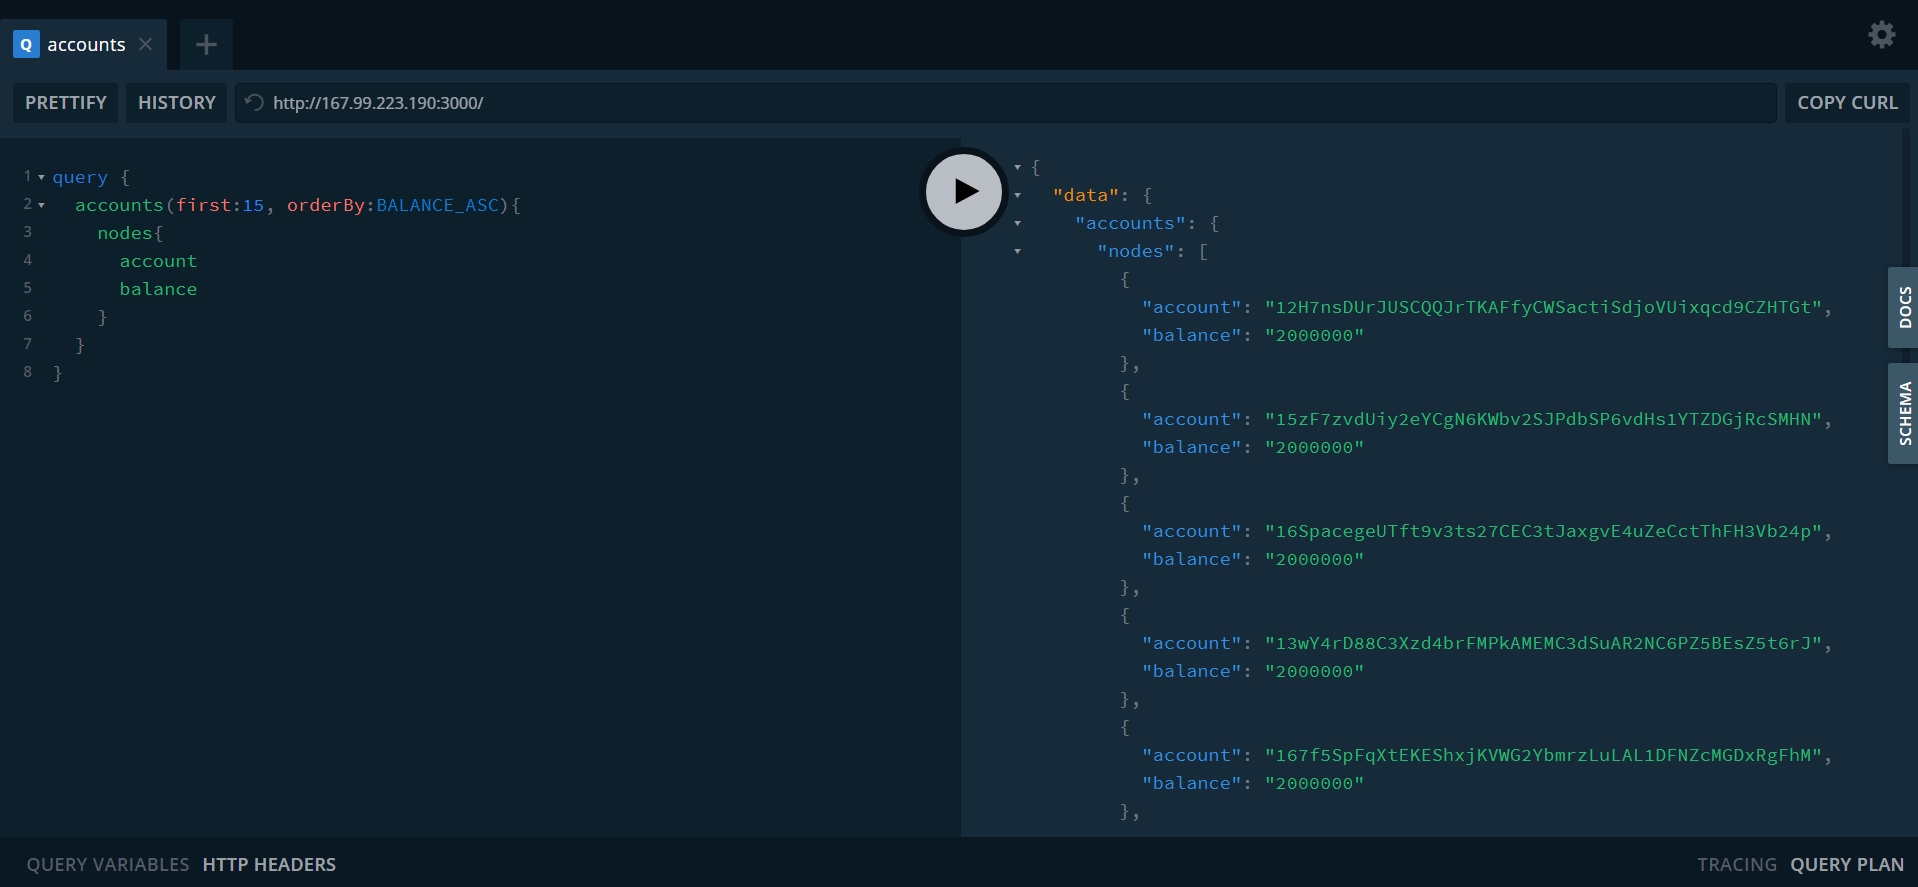 Q accounts
PRETTIFY HISTORY http://167.99.223.190:3000/ COPY CURL
1 query {
2 accounts(first:15, orderBy:BALANCE_ASC){
3 nodes{
4 account
5 balance
6 }
7 }
8 }
{
"data": {
"accounts": {
"nodes": [
{
"account": "12H7nsDUrJUSCQQJrTKAFfyCWSactiSdjoVUixqcd9CZHTGt",
"balance": "2000000"
},
{
"account": "15zF7zvdUiy2eYCgN6KWbv2SJPdbSP6vdHs1YTZDGjRcSMHN",
"balance": "2000000"
},
{
"account": "16SpacegeUTft9v3ts27CEC3tJaxgvE4uZeCctThFH3Vb24p",
"balance": "2000000"
},
{
"account": "13wY4rD88C3Xzd4brFMPkAMEMC3dSuAR2NC6PZ5BEsZ5t6rJ",
"balance": "2000000"
},
{
"account": "167f5SpFqXtEKEShxjKVWG2YbmrzLuLAL1DFNZcMGDxRgFhM",
"balance": "2000000"
},
DOCS
SCHEMA
QUERY VARIABLES HTTP HEADERS
TRACING QUERY PLAN